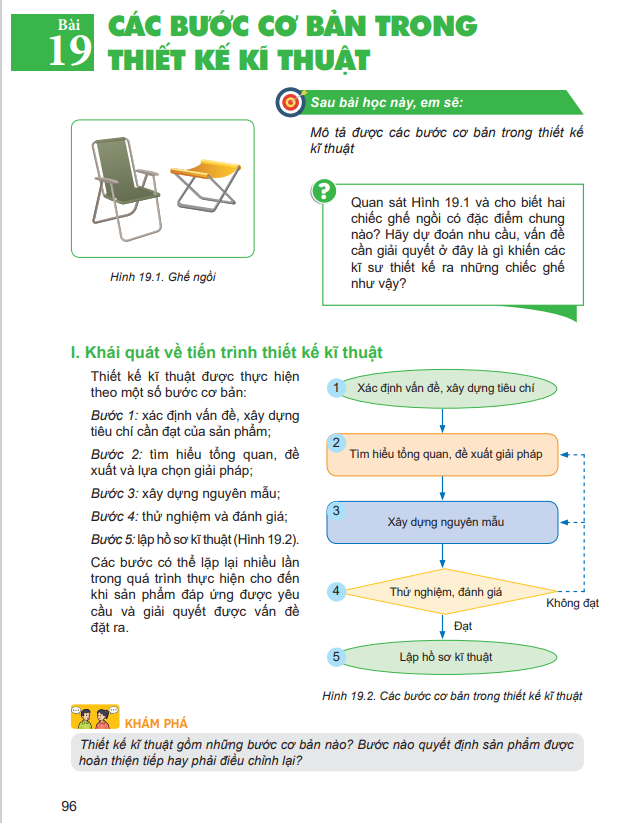 Bài
19
CÁC BƯỚC CƠ BẢN TRONG
THIẾT KẾ KĨ THUẬT
Sau bài học này, em sẽ:
Mô tả được các bước cơ bản trong thiết kế
kĩ thuật
?
Quan sát Hình 19.1 và cho biết hai
chiếc ghế ngồi có đặc điểm chung
nào? Hãy dự đoán nhu cầu, vấn đề
cần giải quyết ở đây là gì khiến các
kĩ sư thiết kế ra những chiếc ghế
như vậy?
Hình 19.1. Ghế ngồi
I. Khái quát về tiến trình thiết kế kĩ thuật
Thiết kế kĩ thuật được thực hiện
theo một số bước cơ bản:
Bước 1: xác định vấn đề, xây dựng
tiêu chí cần đạt của sản phẩm;
Bước 2: tìm hiểu tổng quan, đề
xuất và lựa chọn giải pháp;
Bước 3: xây dựng nguyên mẫu;
Bước 4: thử nghiệm và đánh giá;
Bước 5: lập hồ sơ kĩ thuật (Hình 19.2).
Các bước có thể lặp lại nhiều lần
trong quá trình thực hiện cho đến
khi sản phẩm đáp ứng được yêu
cầu và giải quyết được vấn đề
đặt ra.
1 Xác định vấn đề, xây dựng tiêu chí
2
Tìm hiểu tổng quan, đề xuất giải pháp
3
Xây dựng nguyên mẫu
4 Thử nghiệm, đánh giá
Không đạt
Đạt
5 Lập hồ sơ kĩ thuật
Hình 19.2. Các bước cơ bản trong thiết kế kĩ thuật
KHÁM PHÁ
Thiết kế kĩ thuật gồm những bước cơ bản nào? Bước nào quyết định sản phẩm được
hoàn thiện tiếp hay phải điều chỉnh lại?
96